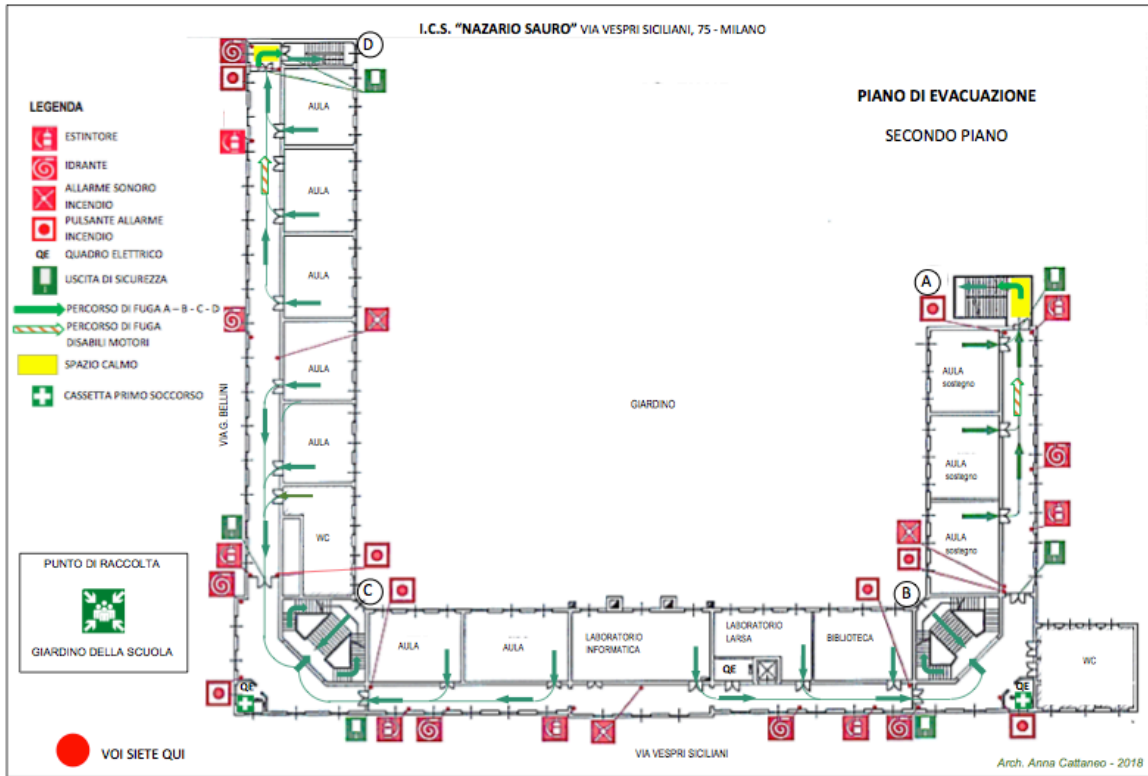 I.C.S. "NAZARIO SAURO" VIA VESPRI SICILIANI, 75 - MILANO
PIANO DI EVACUAZIONE
SECONDO PIANO
LEGENDA
ESTINTORE
IDRANTE
ALLARME SONORO
INCENDIO
PULSANTE ALLARME
INCENDIO
QE QUADRO ELETTRICO
USCITA DI SICUREZZA
PERCORSO DI FUGA A – B - C - D
PERCORSO DI FUGA
DISABILI MOTORI
SPAZIO CALMO
CASSETTA PRIMO SOCCORSO
D
AULA
AULA
AULA
AULA
AULA
WC
VIA G. BELLINI
GIARDINO
A
AULA
sostegno
AULA
sostegno
AULA
sostegno
PUNTO DI RACCOLTA
GIARDINO DELLA SCUOLA
C
B
AULA
AULA
LABORATORIO
INFORMATICA
LABORATORIO
LARSA
BIBLIOTECA
QE
WC
QE
QE
VOI SIETE QUI
VIA VESPRI SICILIANI
Arch. Anna Cattaneo - 2018